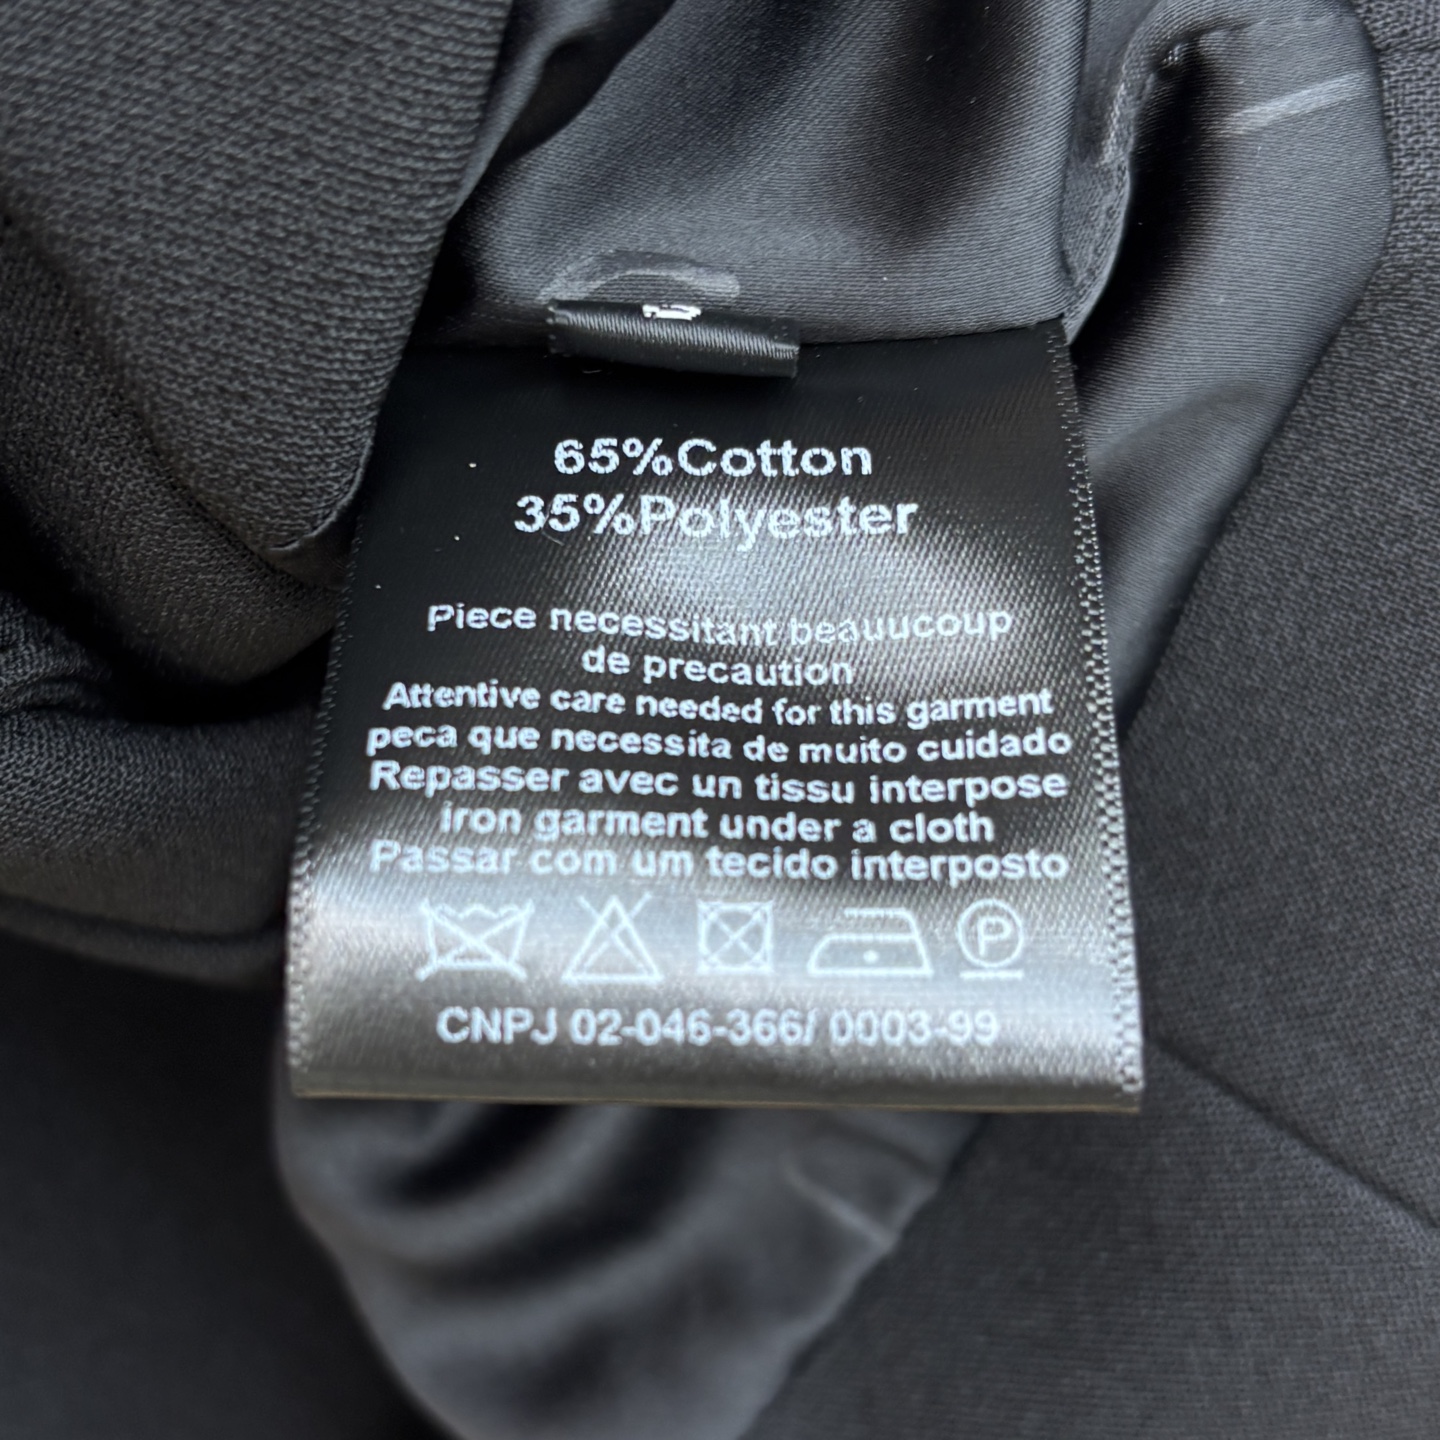 65%Cotton
35%Polyester
Piece necessitant beauucoup
de precaution
Attentive care needed for this garment
peca que necessita de muito cuidado
Repasser avec un tissu interpose
iron garment under a cloth
Passar com um tecido interposto
P
CNPJ 02-046-366/ 0003-99